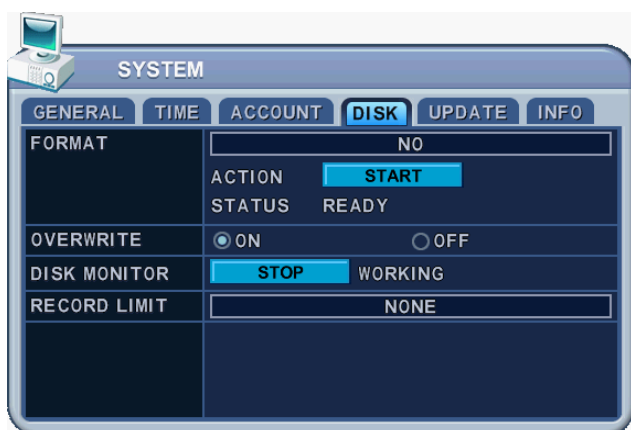 SYSTEM
GENERAL TIME ACCOUNT DISK UPDATE INFO
FORMAT NO
ACTION START
STATUS READY
OVERWRITE ON OFF
DISK MONITOR STOP WORKING
RECORD LIMIT NONE